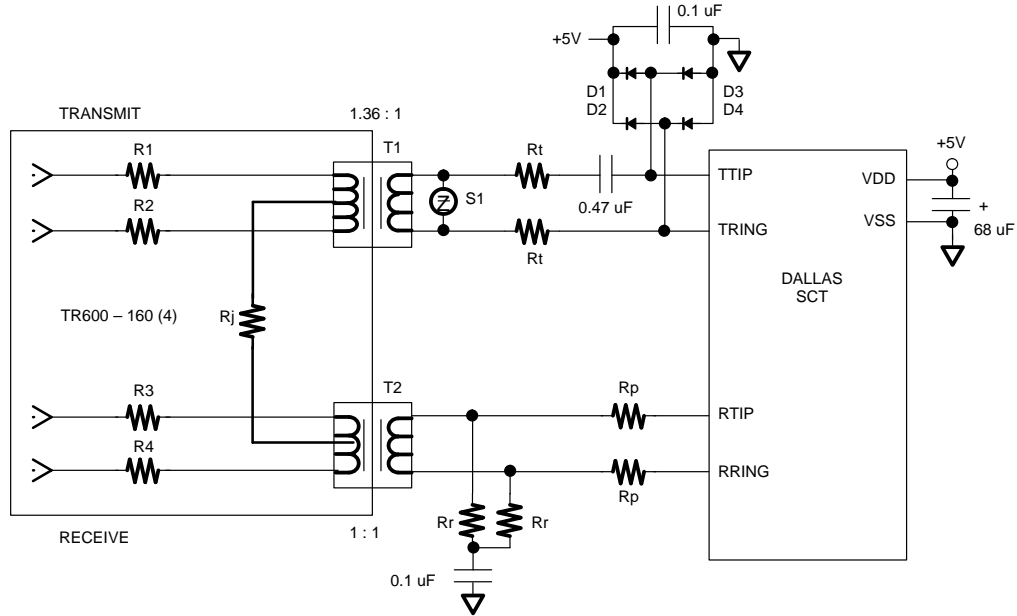 0.1 uF
+5V
D1
D2
D3
D4
TRANSMIT
1.36 : 1
R1
T1
Rt
+5V
S1
TTIP
VDD
R2
0.47 uF
+
VSS
68 uF
TRING
Rt
DALLAS
SCT
TR600 – 160 (4)
Rj
R3
T2
Rp
RTIP
R4
RRING
Rp
Rr
Rr
RECEIVE
1 : 1
0.1 uF